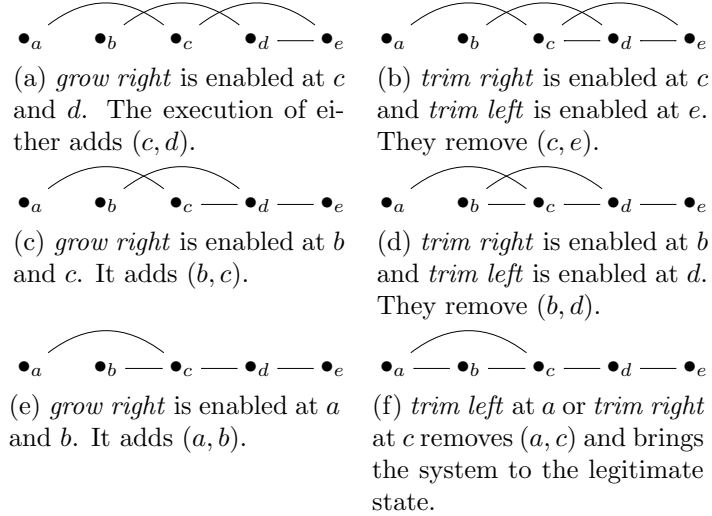 a b c d e
a b c d e
(a) grow right is enabled at c
and d. The execution of ei-
ther adds (c, d).
(b) trim right is enabled at c
and trim left is enabled at e.
They remove (c, e).
a b c d e
a b c d e
(c) grow right is enabled at b
and c. It adds (b, c).
(d) trim right is enabled at b
and trim left is enabled at d.
They remove (b, d).
a b c d e
a b c d e
(e) grow right is enabled at a
and b. It adds (a, b).
(f) trim left at a or trim right
at c removes (a, c) and brings
the system to the legitimate
state.